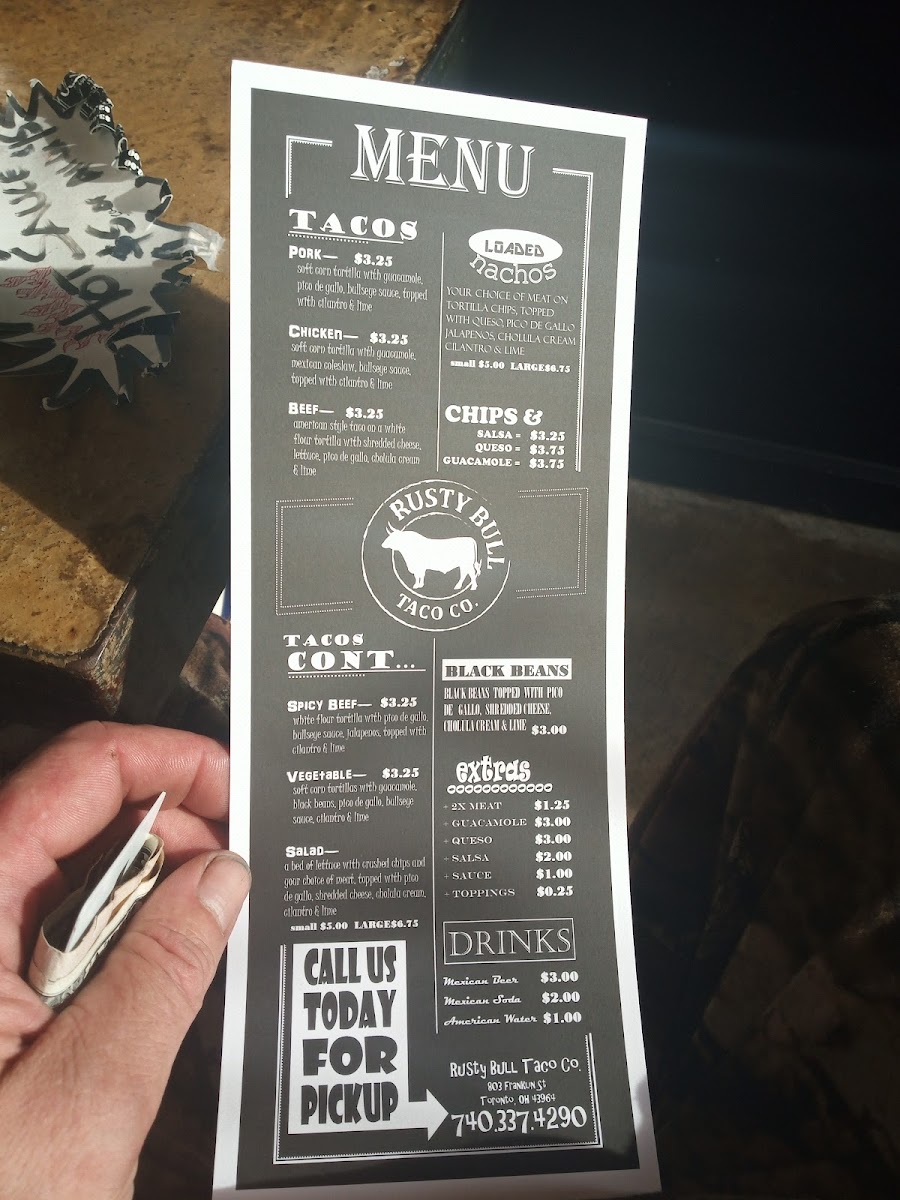 MENU
TACOS
PORK— $3.25
soft corn tortilla with guacamole,
pico de gallo, bullseye sauce, topped
with cilantro & lime
CHICKEN— $3.25
soft corn tortilla with guacamole,
mexican coleslaw, bullseye sauce,
topped with cilantro & lime
BEEF— $3.25
american style taco on a white
flour tortilla with shredded cheese,
lettuce, pico de gallo, cholula cream
& lime
LOADED
nachos
YOUR CHOICE OF MEAT ON
TORTILLA CHIPS, TOPPED
WITH QUESO, PICO DE GALLO
JALAPENOS, CHOLULA CREAM
CILANTRO & LIME
small $5.00 LARGE$6.75
CHIPS &
SALSA = $3.25
QUESO = $3.75
GUACAMOLE = $3.75
RUSTY BULL
TACO CO.
TACOS
CONT...
SPICY BEEF— $3.25
white flour tortilla with pico de gallo,
bullseye sauce, jalapenos, topped with
cilantro & lime
VEGETABLE— $3.25
soft corn tortillas with guacamole,
black beans, pico de gallo, bullseye
sauce, cilantro & lime
SALAD—
a bed of lettuce with crushed chips and
your choice of meat, topped with pico
de gallo, shredded cheese, cholula cream,
cilantro & lime
small $5.00 LARGE$6.75
BLACK BEANS
BLACK BEANS TOPPED WITH PICO
DE GALLO, SHREDDED CHEESE,
CHOLULA CREAM & LIME $3.00
extras
+ 2X MEAT $1.25
+ GUACAMOLE $3.00
+ QUESO $3.00
+ SALSA $2.00
+ SAUCE $1.00
+ TOPPINGS $0.25
DRINKS
Mexican Beer $3.00
Mexican Soda $2.00
American Water $1.00
CALL US
TODAY
FOR
PICKUP
Rusty Bull Taco Co.
803 Franklin St
Toronto, OH 43964
740.337.4290